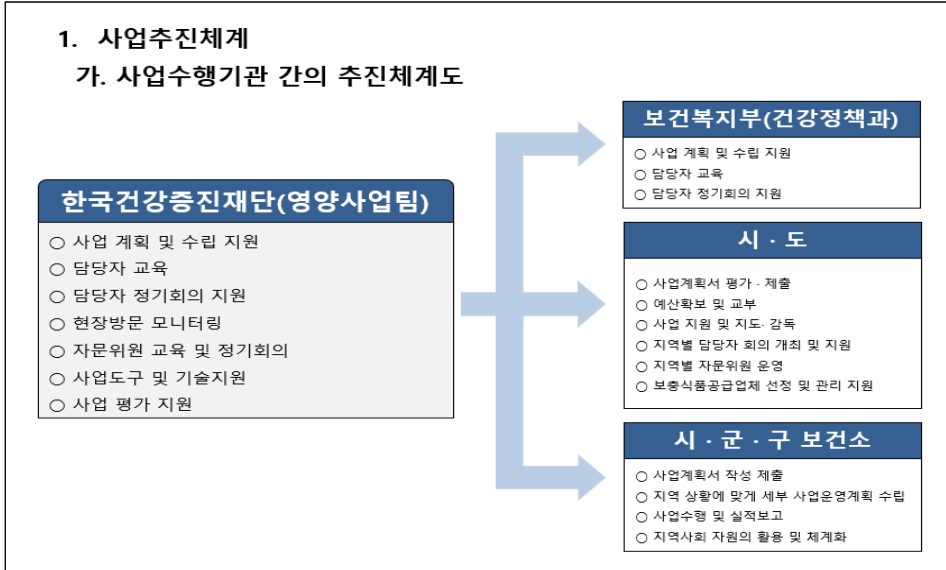 1. 사업추진체계
가. 사업수행기관 간의 추진체계도
한국건강증진재단(영양사업팀)
○ 사업 계획 및 수립 지원
○ 담당자 교육
○ 담당자 정기회의 지원
○ 현장방문 모니터링
○ 자문위원 교육 및 정기회의
○ 사업도구 및 기술지원
○ 사업 평가 지원
보건복지부(건강정책과)
○ 사업 계획 및 수립 지원
○ 담당자 교육
○ 담당자 정기회의 지원
시 · 도
○ 사업계획서 평가 · 제출
○ 예산확보 및 교부
○ 사업 지원 및 지도· 감독
○ 지역별 담당자 회의 개최 및 지원
○ 지역별 자문위원 운영
○ 보충식품공급업체 선정 및 관리 지원
시 · 군 · 구 보건소
○ 사업계획서 작성 제출
○ 지역 상황에 맞게 세부 사업운영계획 수립
○ 사업수행 및 실적보고
○ 지역사회 자원의 활용 및 체계화